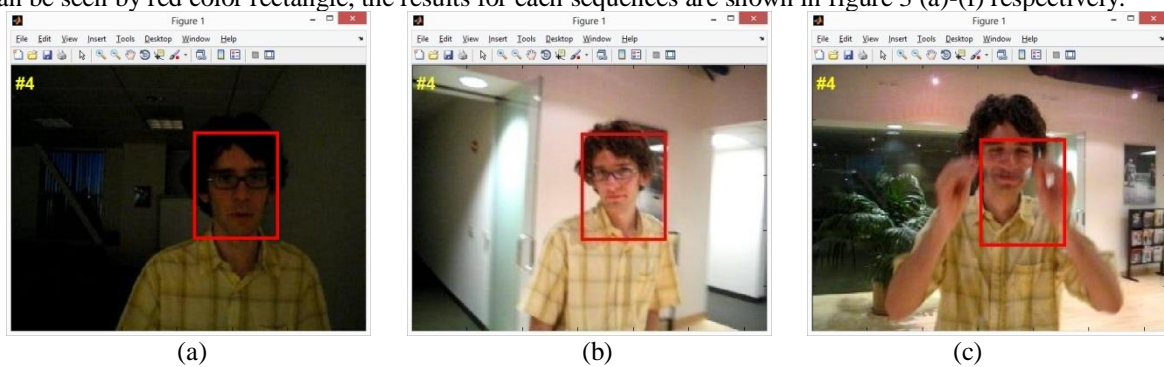 an be seen by red color rectangle, the results for each sequences are shown in figure 3 (a)-(f) respectively.
Figure 1
File Edit View Insert Tools Desktop Window Help
#4
Figure 1
File Edit View Insert Tools Desktop Window Help
#4
Figure 1
File Edit View Insert Tools Desktop Window Help
#4
(a)
(b)
(c)